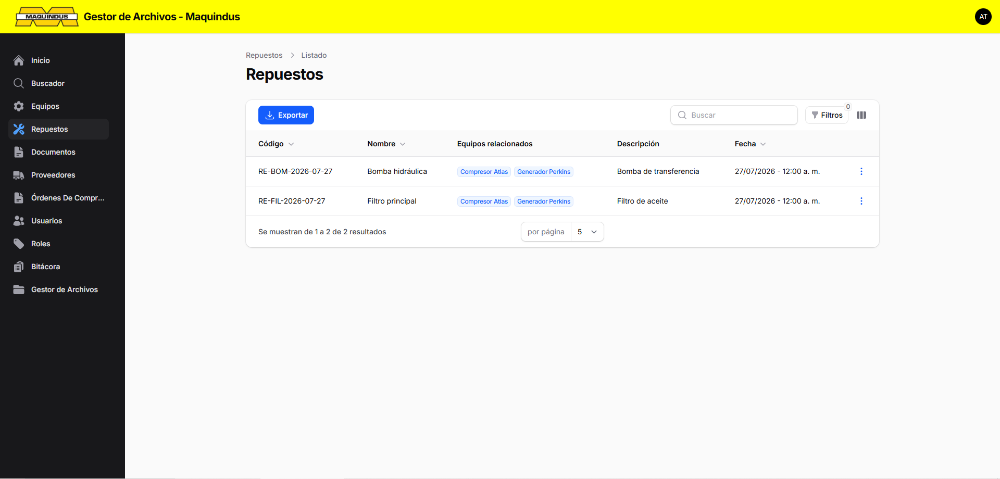 MAQUINDUS Gestor de Archivos - Maquindus AT
Inicio
Buscador
Equipos
Repuestos
Documentos
Proveedores
Órdenes De Compr...
Usuarios
Roles
Bitácora
Gestor de Archivos
Repuestos > Listado
Repuestos
Exportar Buscar Filtros 0
Código Nombre Equipos relacionados Descripción Fecha
RE-BOM-2026-07-27 Bomba hidráulica Compresor Atlas Generador Perkins Bomba de transferencia 27/07/2026 - 12:00 a. m.
RE-FIL-2026-07-27 Filtro principal Compresor Atlas Generador Perkins Filtro de aceite 27/07/2026 - 12:00 a. m.
Se muestran de 1 a 2 de 2 resultados por página 5